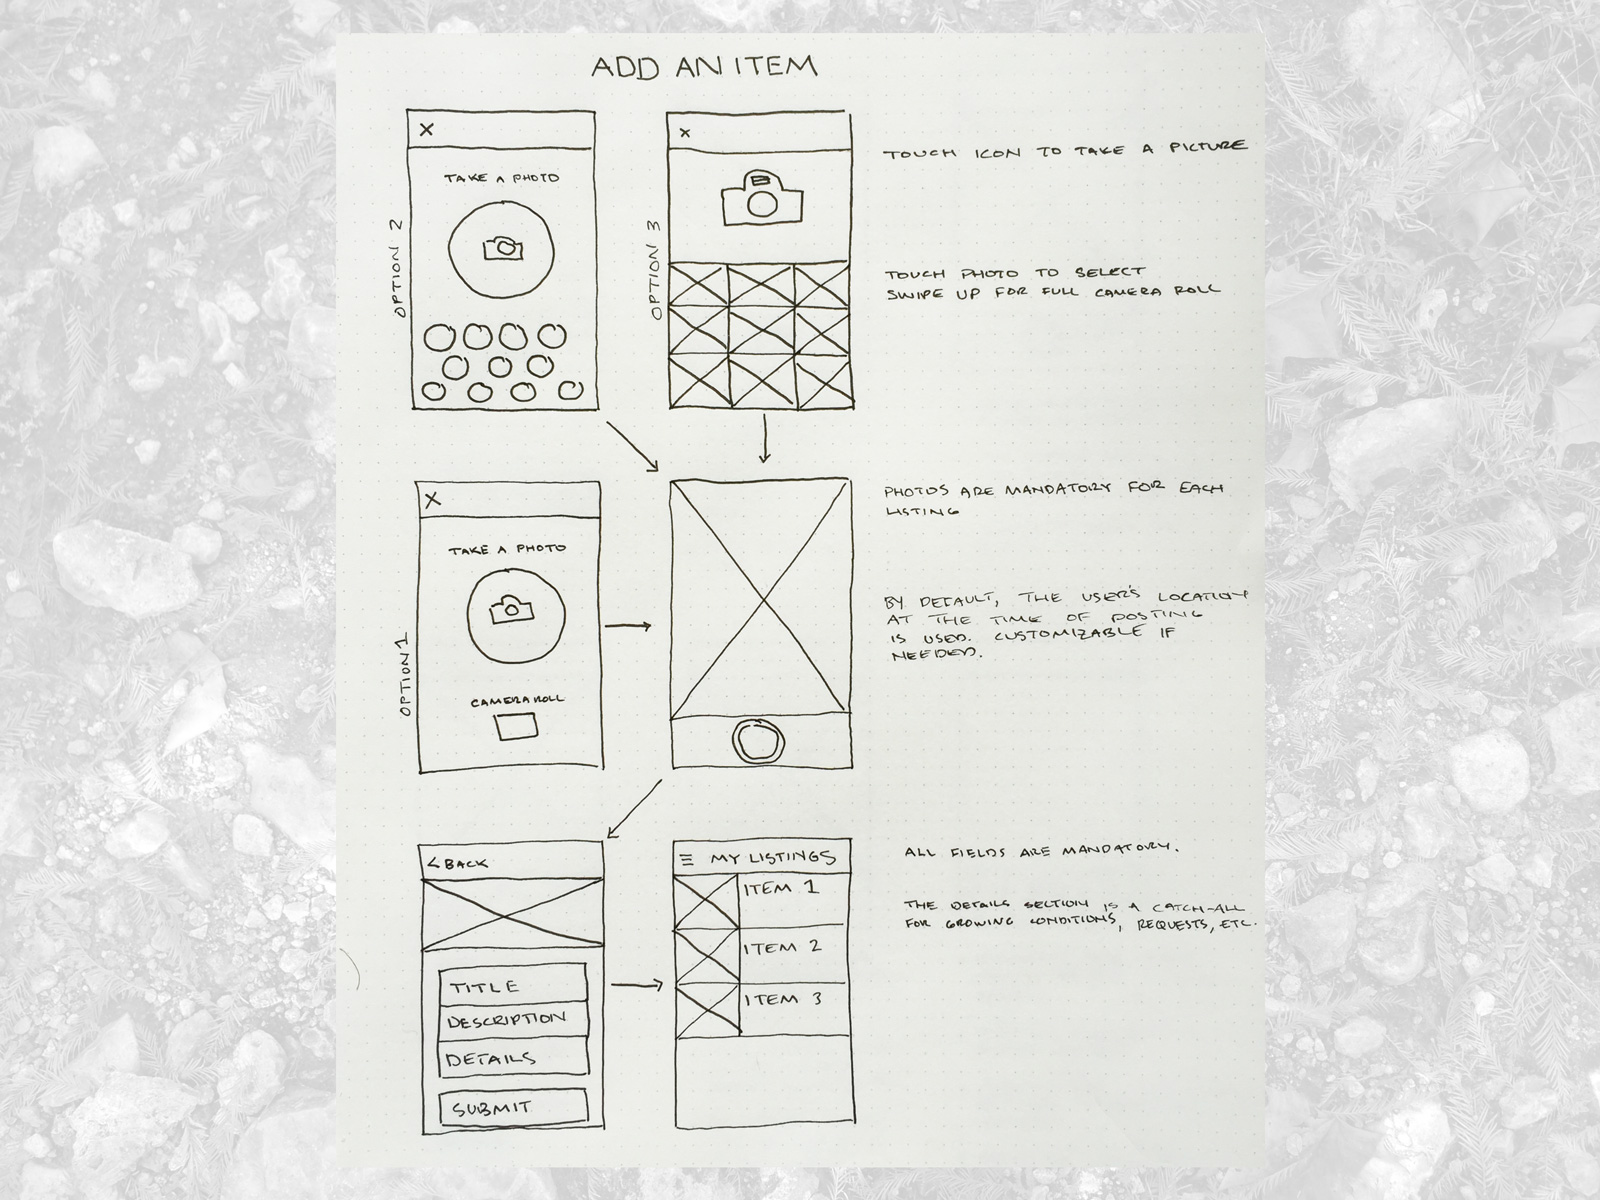 ADD AN ITEM
OPTION 2
X
TAKE A PHOTO
OPTION 3
X
TOUCH ICON TO TAKE A PICTURE
TOUCH PHOTO TO SELECT
SWIPE UP FOR FULL CAMERA ROLL
OPTION 1
X
TAKE A PHOTO
CAMERA ROLL
PHOTOS ARE MANDATORY FOR EACH
LISTING
BY DEFAULT, THE USER'S LOCATION
AT THE TIME OF POSTING
IS USED. CUSTOMIZABLE IF
NEEDED.
< BACK
TITLE
DESCRIPTION
DETAILS
SUBMIT
☰ MY LISTINGS
ITEM 1
ITEM 2
ITEM 3
ALL FIELDS ARE MANDATORY.
THE DETAILS SECTION IS A CATCH-ALL
FOR GROWING CONDITIONS, REQUESTS, ETC.